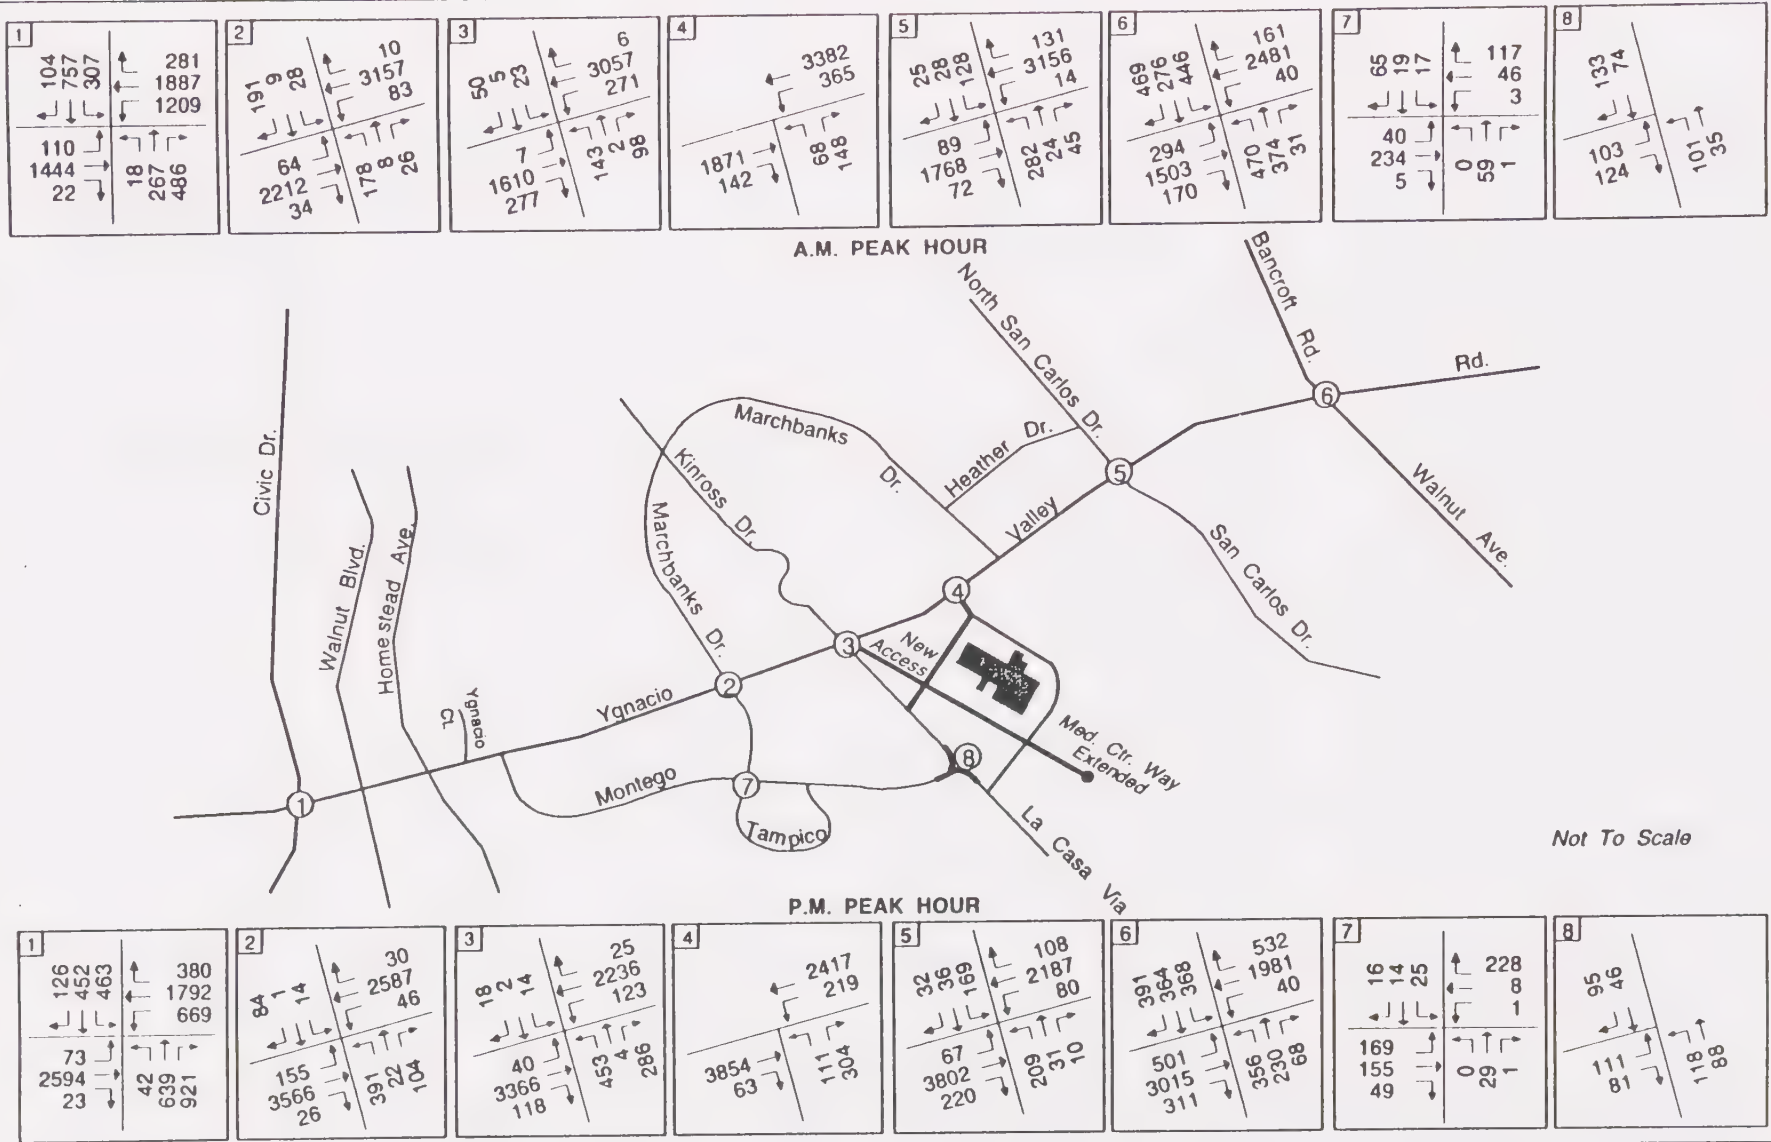 1
104 757 307
281
1887
1209
110
1444
22
18 267 486
2
191 9 28
10
3157
83
64
2212
34
178 8 26
3
50 5 23
6
3057
271
7
1610
277
143 2 98
4
3382
365
1871
142
68 148
5
25 28 128
131
3156
14
89
1768
72
282 24 45
6
469 276 446
161
2481
40
294
1503
170
470 374 31
7
65 19 17
117
46
3
40
234
5
0 59 1
8
133 74
103
124
101 35
A.M. PEAK HOUR
Civic Dr.
Walnut Blvd.
Homestead Ave.
Ygnacio
Ct.
Ygnacio
Valley
Rd.
Marchbanks
Dr.
Marchbanks Dr.
Kinross Dr.
North San Carlos Dr.
Heather Dr.
Bancroft Rd.
Walnut Ave.
San Carlos Dr.
New
Access
Med. Ctr. Way
Extended
Montego
Tampico
La Casa Via
1
2
3
4
5
6
7
8
Not To Scale
P.M. PEAK HOUR
1
126 452 463
380
1792
669
73
2594
23
42 639 921
2
84 1 14
30
2587
46
155
3566
26
391 22 104
3
18 2 14
25
2236
123
40
3366
118
453 4 286
4
2417
219
3854
63
111 304
5
32 36 169
108
2187
80
67
3802
220
209 31 10
6
391 364 368
532
1981
40
501
3015
311
356 230 68
7
16 14 25
228
8
1
169
155
49
0 29 1
8
95 46
111
81
118 88